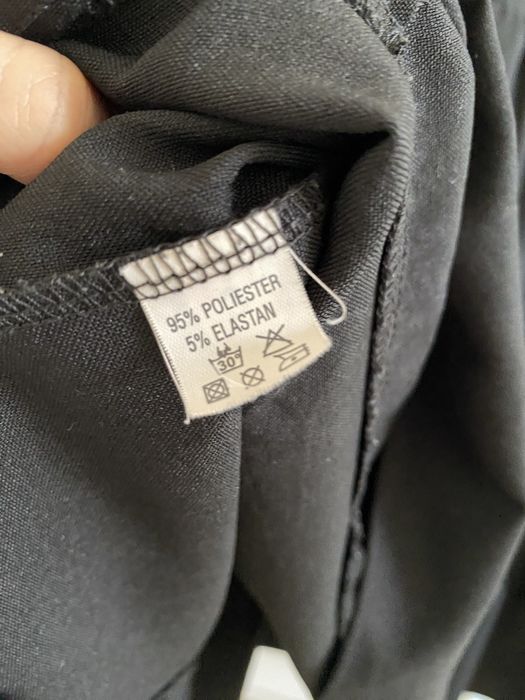 95% POLIESTER
5% ELASTAN
30°